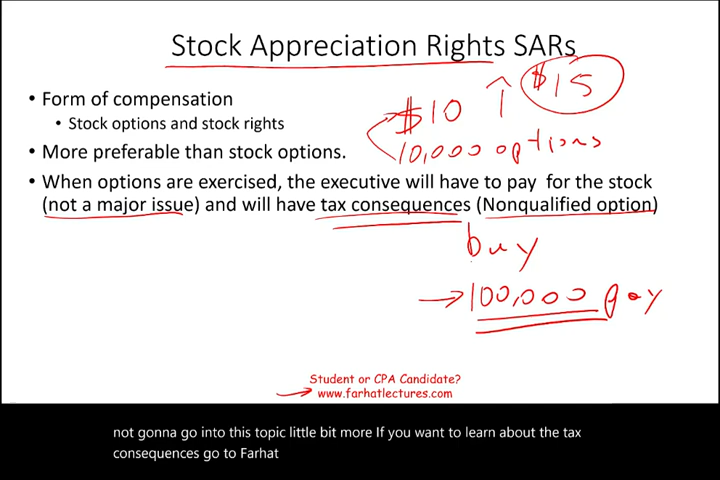 Stock Appreciation Rights SARs
$15
• Form of compensation
$10
• Stock options and stock rights
10,000 options
• More preferable than stock options.
• When options are exercised, the executive will have to pay for the stock
(not a major issue) and will have tax consequences (Nonqualified option)
buy
100,000 pay
Student or CPA Candidate?
www.farhatlectures.com
not gonna go into this topic little bit more If you want to learn about the tax
consequences go to Farhat